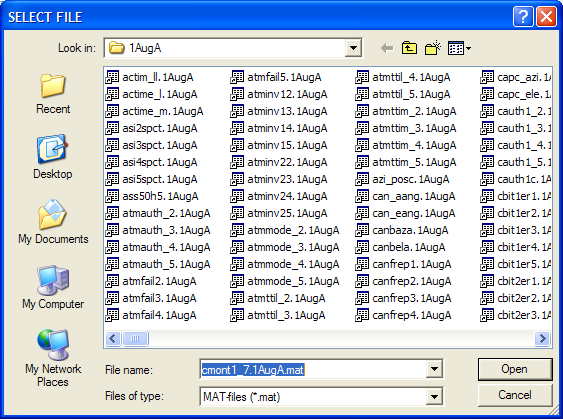 SELECT FILE
Look in: 1AugA
Recent
Desktop
My Documents
My Computer
My Network
Places
actim_ll.1AugA
actime_l.1AugA
actime_m.1AugA
asi2spct.1AugA
asi3spct.1AugA
asi4spct.1AugA
asi5spct.1AugA
ass50h5.1AugA
atmauth_2.1AugA
atmauth_3.1AugA
atmauth_4.1AugA
atmauth_5.1AugA
atmfail2.1AugA
atmfail3.1AugA
atmfail4.1AugA
atmfail5.1AugA
atminv12.1AugA
atminv13.1AugA
atminv14.1AugA
atminv15.1AugA
atminv22.1AugA
atminv23.1AugA
atminv24.1AugA
atminv25.1AugA
atmmode_2.1AugA
atmmode_3.1AugA
atmmode_4.1AugA
atmmode_5.1AugA
atmttil_2.1AugA
atmttil_3.1AugA
atmttil_4.1AugA
atmttil_5.1AugA
atmttim_2.1AugA
atmttim_3.1AugA
atmttim_4.1AugA
atmttim_5.1AugA
azi_posc.1AugA
can_aang.1AugA
can_eang.1AugA
canbaza.1AugA
canbela.1AugA
canfrep1.1AugA
canfrep2.1AugA
canfrep3.1AugA
canfrep4.1AugA
capc_azi.1A
capc_ele.1A
cauth1_2.1
cauth1_3.1
cauth1_4.1
cauth1_5.1
cauth1c.1A
cbit1er1.1A
cbit1er2.1A
cbit1er3.1A
cbit1er4.1A
cbit1er5.1A
cbit2er1.1A
cbit2er2.1A
cbit2er3.1A
File name: cmont1_7.1AugA.mat
Open
Files of type: MAT-files (*.mat)
Cancel